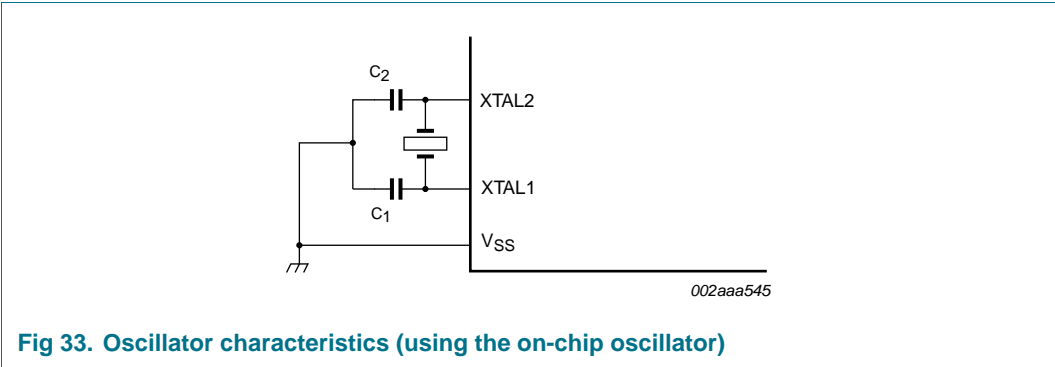 C2
XTAL2
XTAL1
C1
VSS
002aaa545
Fig 33. Oscillator characteristics (using the on-chip oscillator)